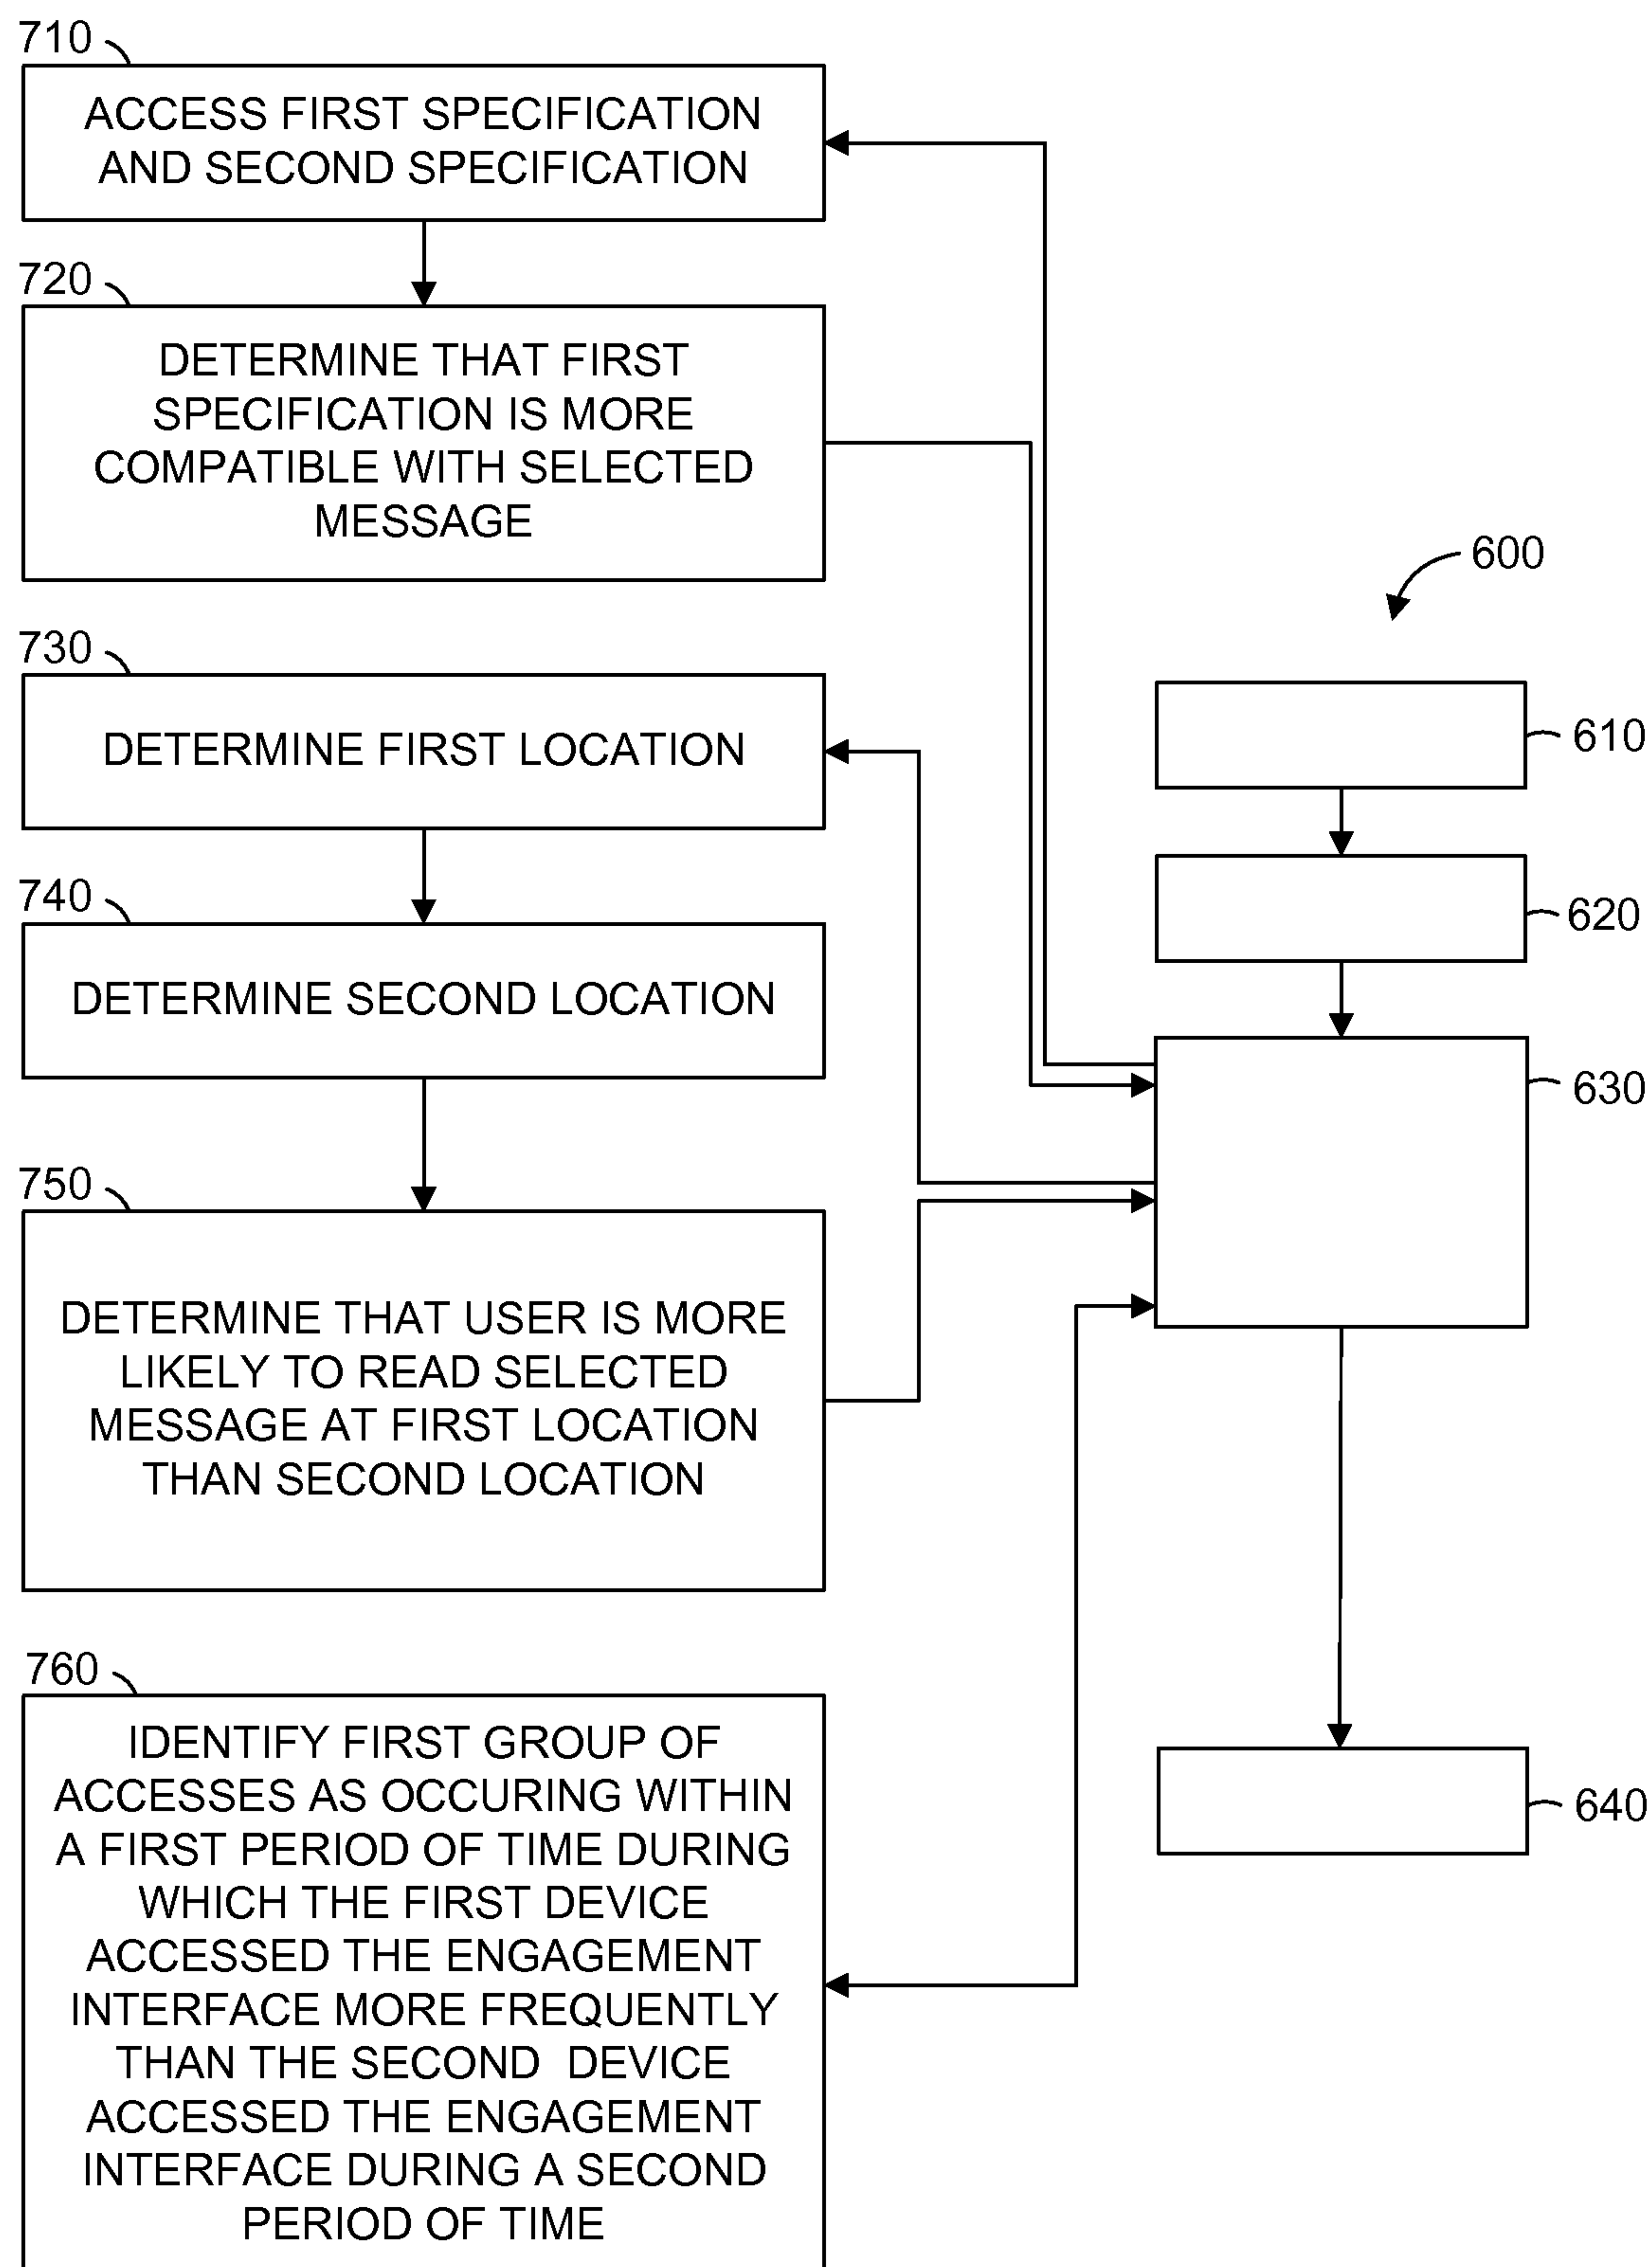 710
ACCESS FIRST SPECIFICATION
AND SECOND SPECIFICATION
720
DETERMINE THAT FIRST
SPECIFICATION IS MORE
COMPATIBLE WITH SELECTED
MESSAGE
730
DETERMINE FIRST LOCATION
740
DETERMINE SECOND LOCATION
750
DETERMINE THAT USER IS MORE
LIKELY TO READ SELECTED
MESSAGE AT FIRST LOCATION
THAN SECOND LOCATION
760
IDENTIFY FIRST GROUP OF
ACCESSES AS OCCURING WITHIN
A FIRST PERIOD OF TIME DURING
WHICH THE FIRST DEVICE
ACCESSED THE ENGAGEMENT
INTERFACE MORE FREQUENTLY
THAN THE SECOND DEVICE
ACCESSED THE ENGAGEMENT
INTERFACE DURING A SECOND
PERIOD OF TIME
600
610
620
630
640